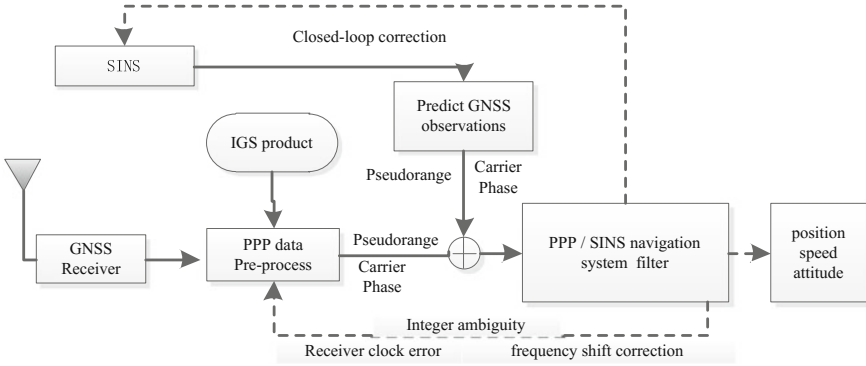 Closed-loop correction
SINS
Predict GNSS
observations
IGS product
Pseudorange
Carrier
Phase
GNSS
Receiver
PPP data
Pre-process
Pseudorange
Carrier
Phase
PPP / SINS navigation
system filter
position
speed
attitude
Integer ambiguity
Receiver clock error
frequency shift correction